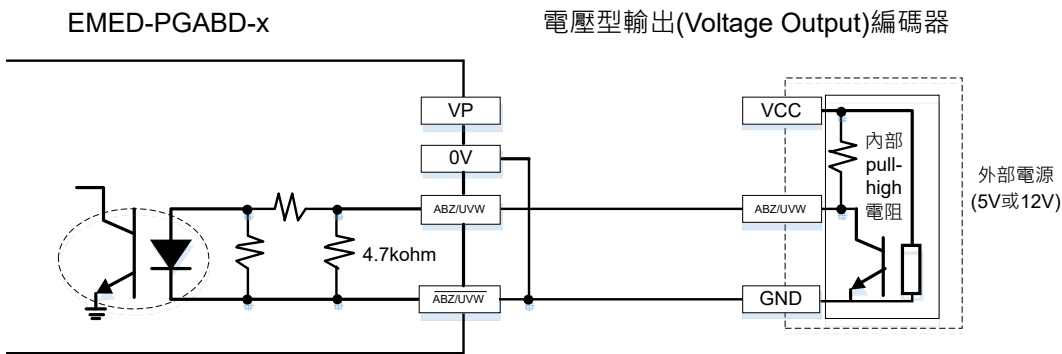 EMED-PGABD-x
電壓型輸出(Voltage Output)編碼器
VP
0V
ABZ/UVW
ABZ/UVW
4.7kohm
VCC
ABZ/UVW
GND
內部
pull-
high
電阻
外部電源
(5V或12V)